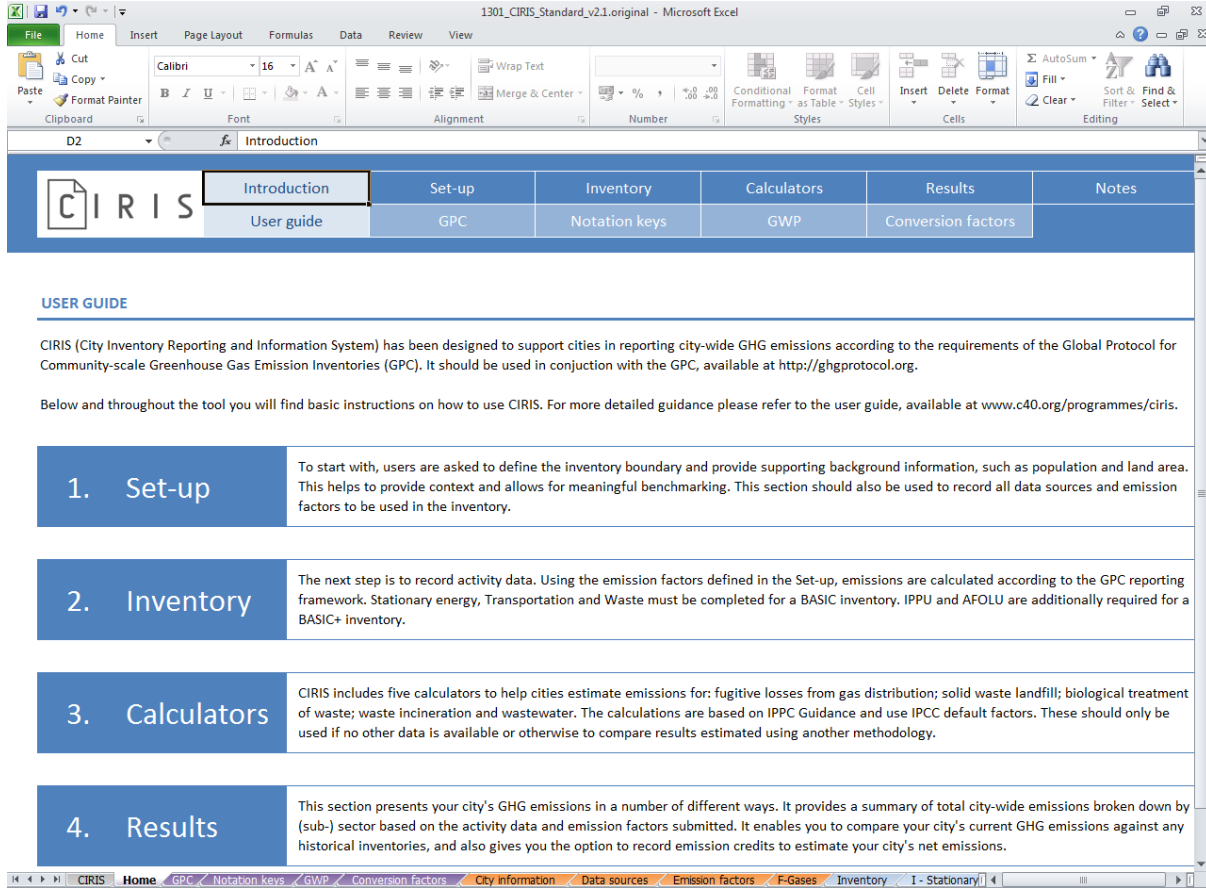 1301_CIRIS_Standard_v2.1.original - Microsoft Excel
File Home Insert Page Layout Formulas Data Review View
Paste
Cut
Copy
Format Painter
Clipboard
Calibri 16
B I U
Font
Wrap Text
Merge & Center
Alignment
Number
Conditional Formatting
Format as Table
Cell Styles
Styles
Insert Delete Format
Cells
Σ AutoSum
Fill
Clear
Sort & Filter
Find & Select
Editing
D2 fx Introduction
CIRIS
Introduction Set-up Inventory Calculators Results Notes
User guide GPC Notation keys GWP Conversion factors
USER GUIDE
CIRIS (City Inventory Reporting and Information System) has been designed to support cities in reporting city-wide GHG emissions according to the requirements of the Global Protocol for
Community-scale Greenhouse Gas Emission Inventories (GPC). It should be used in conjuction with the GPC, available at http://ghgprotocol.org.
Below and throughout the tool you will find basic instructions on how to use CIRIS. For more detailed guidance please refer to the user guide, available at www.c40.org/programmes/ciris.
1. Set-up
To start with, users are asked to define the inventory boundary and provide supporting background information, such as population and land area.
This helps to provide context and allows for meaningful benchmarking. This section should also be used to record all data sources and emission
factors to be used in the inventory.
2. Inventory
The next step is to record activity data. Using the emission factors defined in the Set-up, emissions are calculated according to the GPC reporting
framework. Stationary energy, Transportation and Waste must be completed for a BASIC inventory. IPPU and AFOLU are additionally required for a
BASIC+ inventory.
3. Calculators
CIRIS includes five calculators to help cities estimate emissions for: fugitive losses from gas distribution; solid waste landfill; biological treatment
of waste; waste incineration and wastewater. The calculations are based on IPPC Guidance and use IPCC default factors. These should only be
used if no other data is available or otherwise to compare results estimated using another methodology.
4. Results
This section presents your city's GHG emissions in a number of different ways. It provides a summary of total city-wide emissions broken down by
(sub-) sector based on the activity data and emission factors submitted. It enables you to compare your city's current GHG emissions against any
historical inventories, and also gives you the option to record emission credits to estimate your city's net emissions.
CIRIS Home GPC Notation keys GWP Conversion factors City information Data sources Emission factors F-Gases Inventory I - Stationary